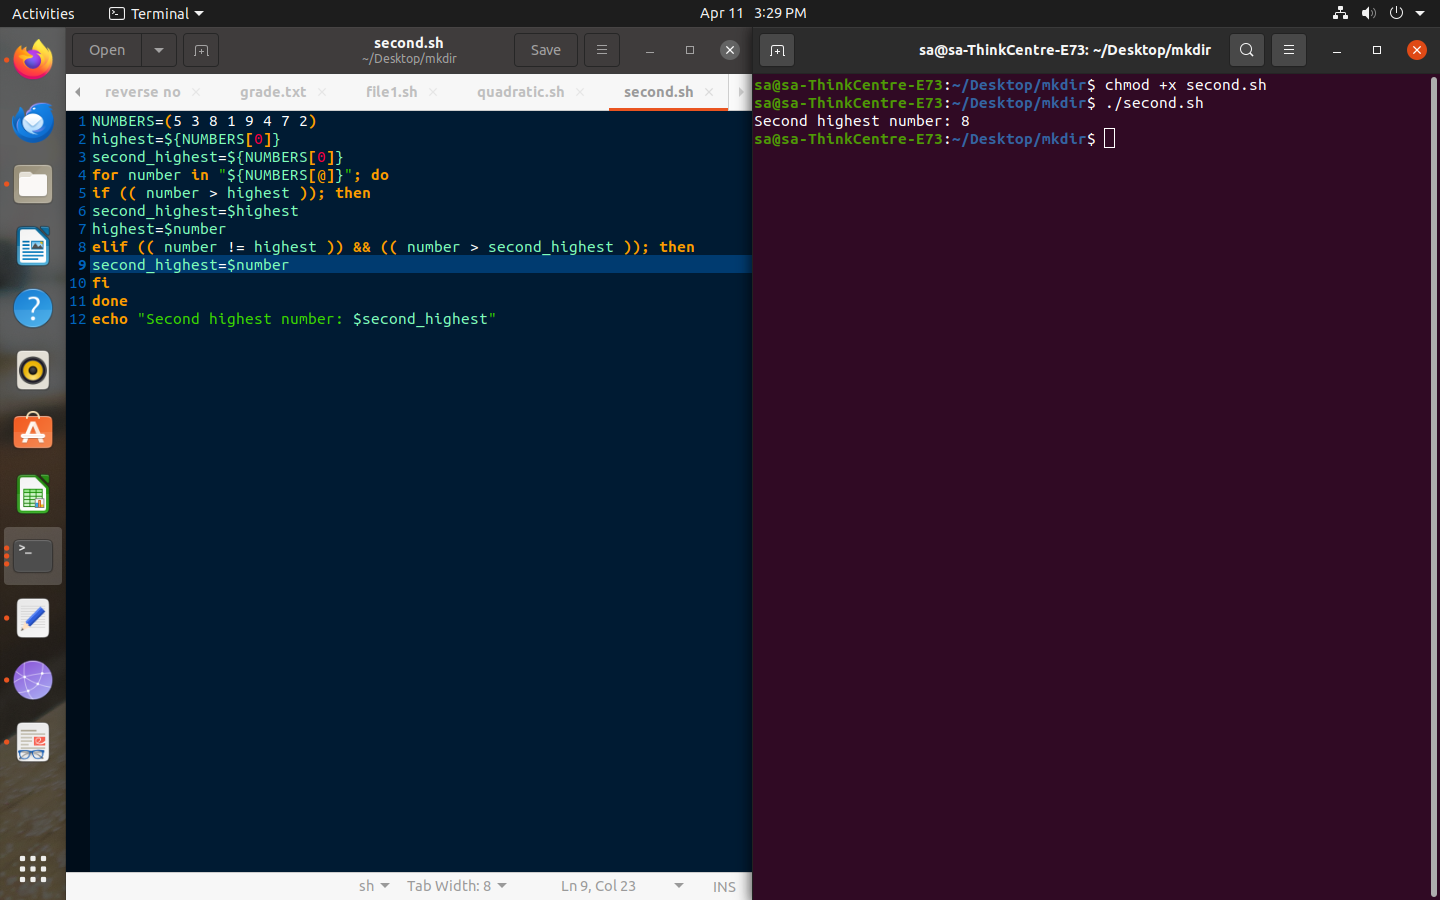 Activities
Terminal
Apr 11 3:29 PM
Open
second.sh
~/Desktop/mkdir
Save
reverse no
grade.txt
file1.sh
quadratic.sh
second.sh
1 NUMBERS=(5 3 8 1 9 4 7 2)
2 highest=${NUMBERS[0]}
3 second_highest=${NUMBERS[0]}
4 for number in "${NUMBERS[@]}"; do
5 if (( number > highest )); then
6 second_highest=$highest
7 highest=$number
8 elif (( number != highest )) && (( number > second_highest )); then
9 second_highest=$number
10 fi
11 done
12 echo "Second highest number: $second_highest"
sh
Tab Width: 8
Ln 9, Col 23
INS
sa@sa-ThinkCentre-E73: ~/Desktop/mkdir
sa@sa-ThinkCentre-E73:~/Desktop/mkdir$ chmod +x second.sh
sa@sa-ThinkCentre-E73:~/Desktop/mkdir$ ./second.sh
Second highest number: 8
sa@sa-ThinkCentre-E73:~/Desktop/mkdir$